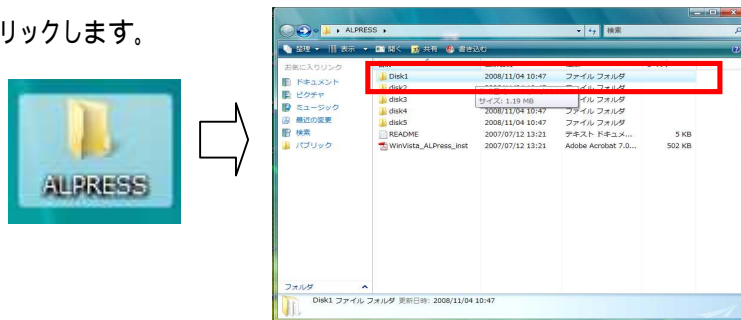 リックします。
ALPRESS
ALPRESS
検索
整理 表示 開く 共有 書き込む
お気に入りリンク
ドキュメント
ピクチャ
ミュージック
最近の変更
検索
パブリック
Disk1 2008/11/04 10:47 ファイル フォルダ
disk2
disk3 2008/11/04 10:47 ファイル フォルダ
サイズ: 1.19 MB
disk4 2008/11/04 10:47 ファイル フォルダ
disk5 2008/11/04 10:47 ファイル フォルダ
README 2007/07/12 13:21 テキスト ドキュメ... 5 KB
WinVista_ALPress_inst 2007/07/12 13:21 Adobe Acrobat 7.0... 502 KB
フォルダ
Disk1 ファイル フォルダ 更新日時: 2008/11/04 10:47